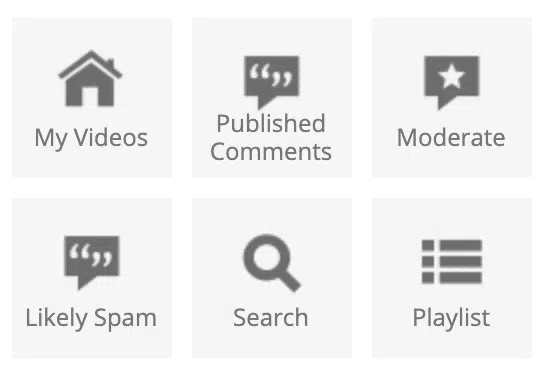 My Videos
Published
Comments
Moderate
Likely Spam
Search
Playlist